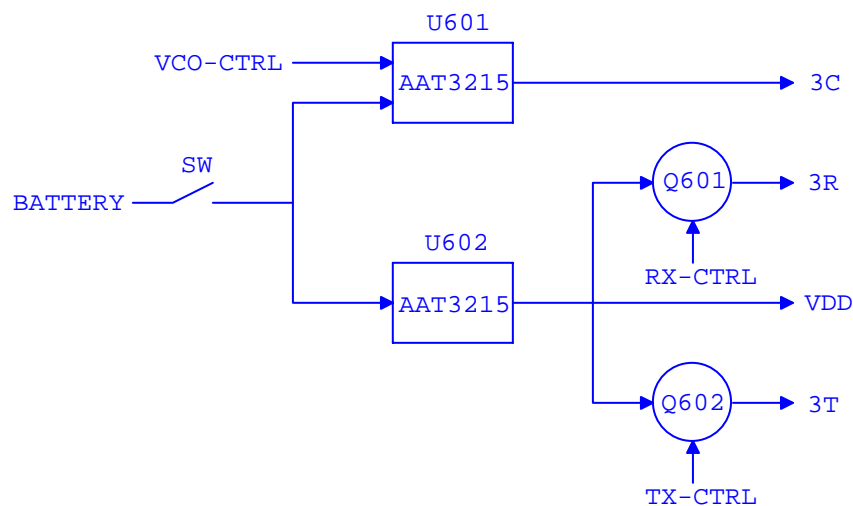 U601
VCO-CTRL
AAT3215
3C
SW
Q601
3R
BATTERY
U602
RX-CTRL
AAT3215
VDD
Q602
3T
TX-CTRL